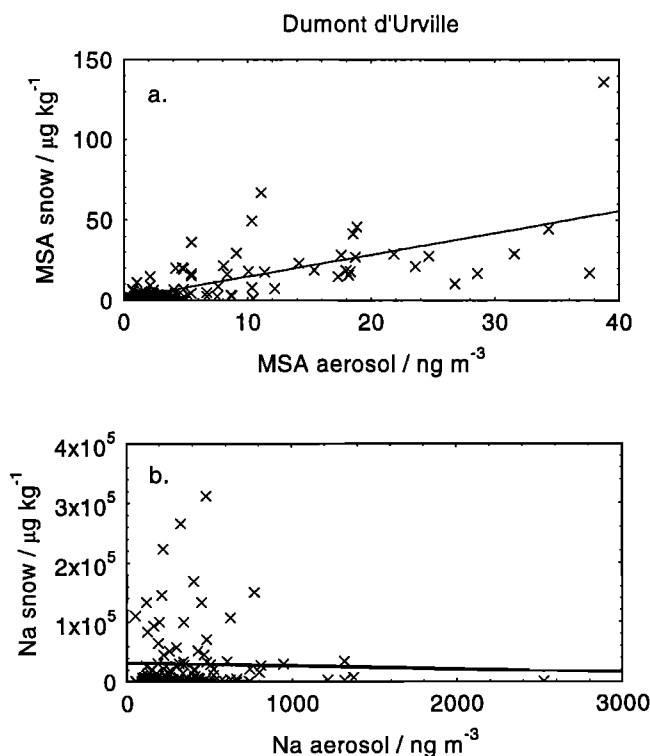 Dumont d'Urville
a.
150
100
50
0
MSA snow / µg kg⁻¹
0 10 20 30 40
MSA aerosol / ng m⁻³
b.
4x10⁵
3x10⁵
2x10⁵
1x10⁵
0
Na snow / µg kg⁻¹
0 1000 2000 3000
Na aerosol / ng m⁻³